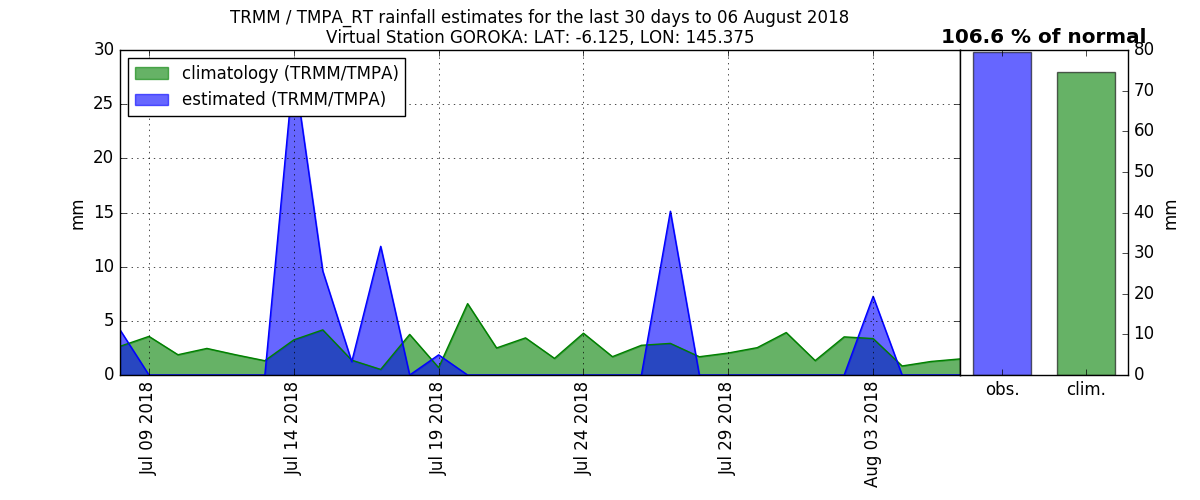 TRMM / TMPA_RT rainfall estimates for the last 30 days to 06 August 2018
Virtual Station GOROKA: LAT: -6.125, LON: 145.375
106.6 % of normal
climatology (TRMM/TMPA)
estimated (TRMM/TMPA)
30
25
20
15
10
5
0
mm
80
70
60
50
40
30
20
10
0
mm
obs.
clim.
Jul 09 2018
Jul 14 2018
Jul 19 2018
Jul 24 2018
Jul 29 2018
Aug 03 2018